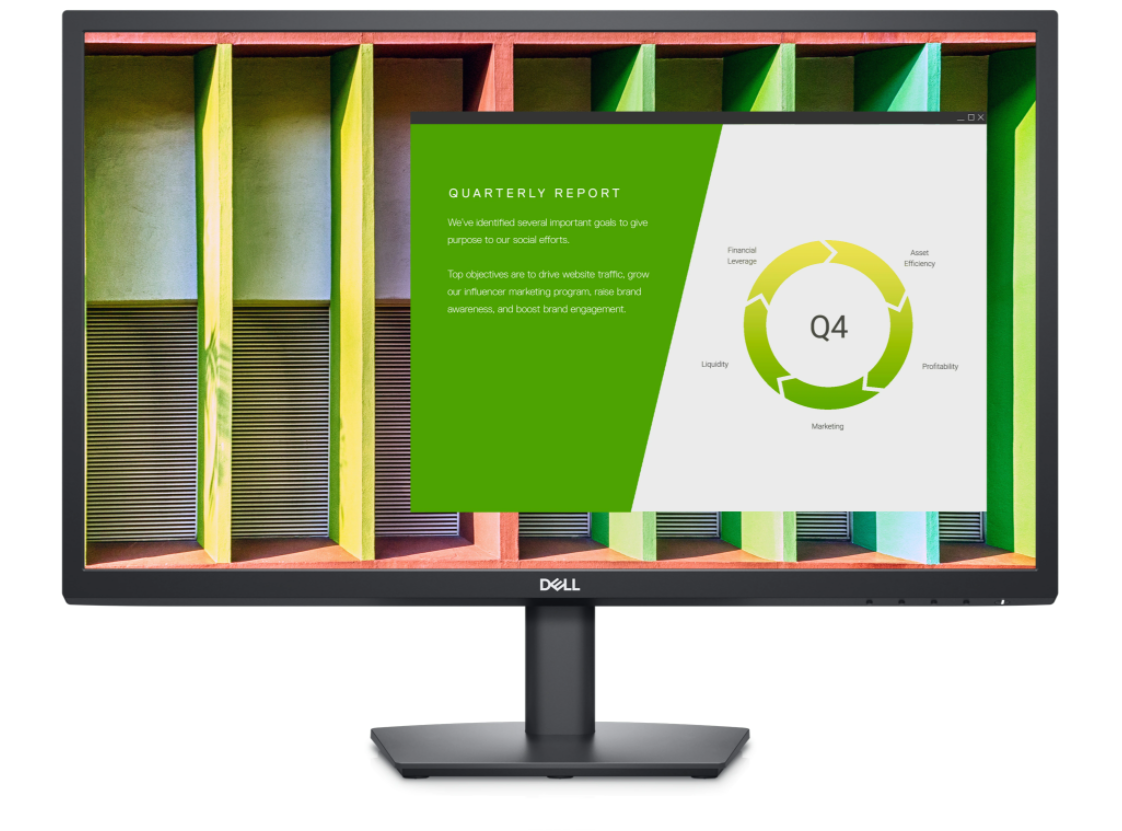 QUARTERLY REPORT
We've identified several important goals to give
purpose to our social efforts.
Top objectives are to drive website traffic, grow
our influencer marketing program, raise brand
awareness, and boost brand engagement.
Financial
Leverage
Asset
Efficiency
Q4
Liquidity
Profitability
Marketing
DELL